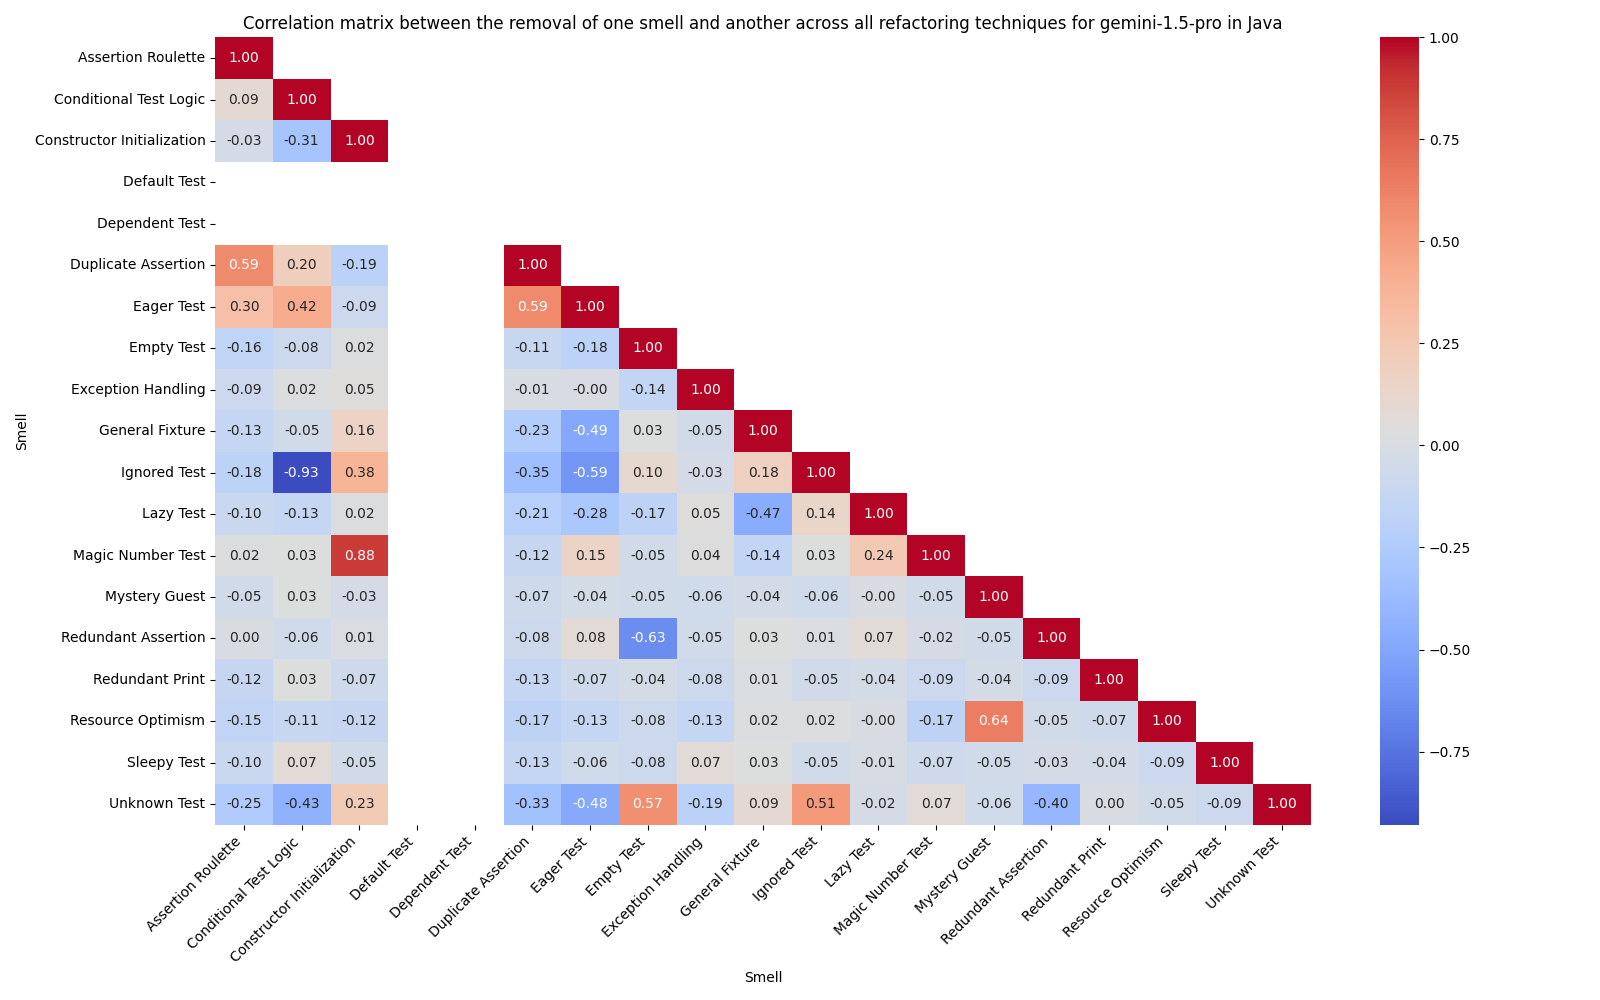 Correlation matrix between the removal of one smell and another across all refactoring techniques for gemini-1.5-pro in Java
Smell
Assertion Roulette 1.00
Conditional Test Logic 0.09 1.00
Constructor Initialization -0.03 -0.31 1.00
Default Test
Dependent Test
Duplicate Assertion 0.59 0.20 -0.19 1.00
Eager Test 0.30 0.42 -0.09 0.59 1.00
Empty Test -0.16 -0.08 0.02 -0.11 -0.18 1.00
Exception Handling -0.09 0.02 0.05 -0.01 -0.00 -0.14 1.00
General Fixture -0.13 -0.05 0.16 -0.23 -0.49 0.03 -0.05 1.00
Ignored Test -0.18 -0.93 0.38 -0.35 -0.59 0.10 -0.03 0.18 1.00
Lazy Test -0.10 -0.13 0.02 -0.21 -0.28 -0.17 0.05 -0.47 0.14 1.00
Magic Number Test 0.02 0.03 0.88 -0.12 0.15 -0.05 0.04 -0.14 0.03 0.24 1.00
Mystery Guest -0.05 0.03 -0.03 -0.07 -0.04 -0.05 -0.06 -0.04 -0.06 -0.00 -0.05 1.00
Redundant Assertion 0.00 -0.06 0.01 -0.08 0.08 -0.63 -0.05 0.03 0.01 0.07 -0.02 -0.05 1.00
Redundant Print -0.12 0.03 -0.07 -0.13 -0.07 -0.04 -0.08 0.01 -0.05 -0.04 -0.09 -0.04 -0.09 1.00
Resource Optimism -0.15 -0.11 -0.12 -0.17 -0.13 -0.08 -0.13 0.02 0.02 -0.00 -0.17 0.64 -0.05 -0.07 1.00
Sleepy Test -0.10 0.07 -0.05 -0.13 -0.06 -0.08 0.07 0.03 -0.05 -0.01 -0.07 -0.05 -0.03 -0.04 -0.09 1.00
Unknown Test -0.25 -0.43 0.23 -0.33 -0.48 0.57 -0.19 0.09 0.51 -0.02 0.07 -0.06 -0.40 0.00 -0.05 -0.09 1.00
Assertion Roulette
Conditional Test Logic
Constructor Initialization
Default Test
Dependent Test
Duplicate Assertion
Eager Test
Empty Test
Exception Handling
General Fixture
Ignored Test
Lazy Test
Magic Number Test
Mystery Guest
Redundant Assertion
Redundant Print
Resource Optimism
Sleepy Test
Unknown Test
Smell
1.00
0.75
0.50
0.25
0.00
−0.25
−0.50
−0.75